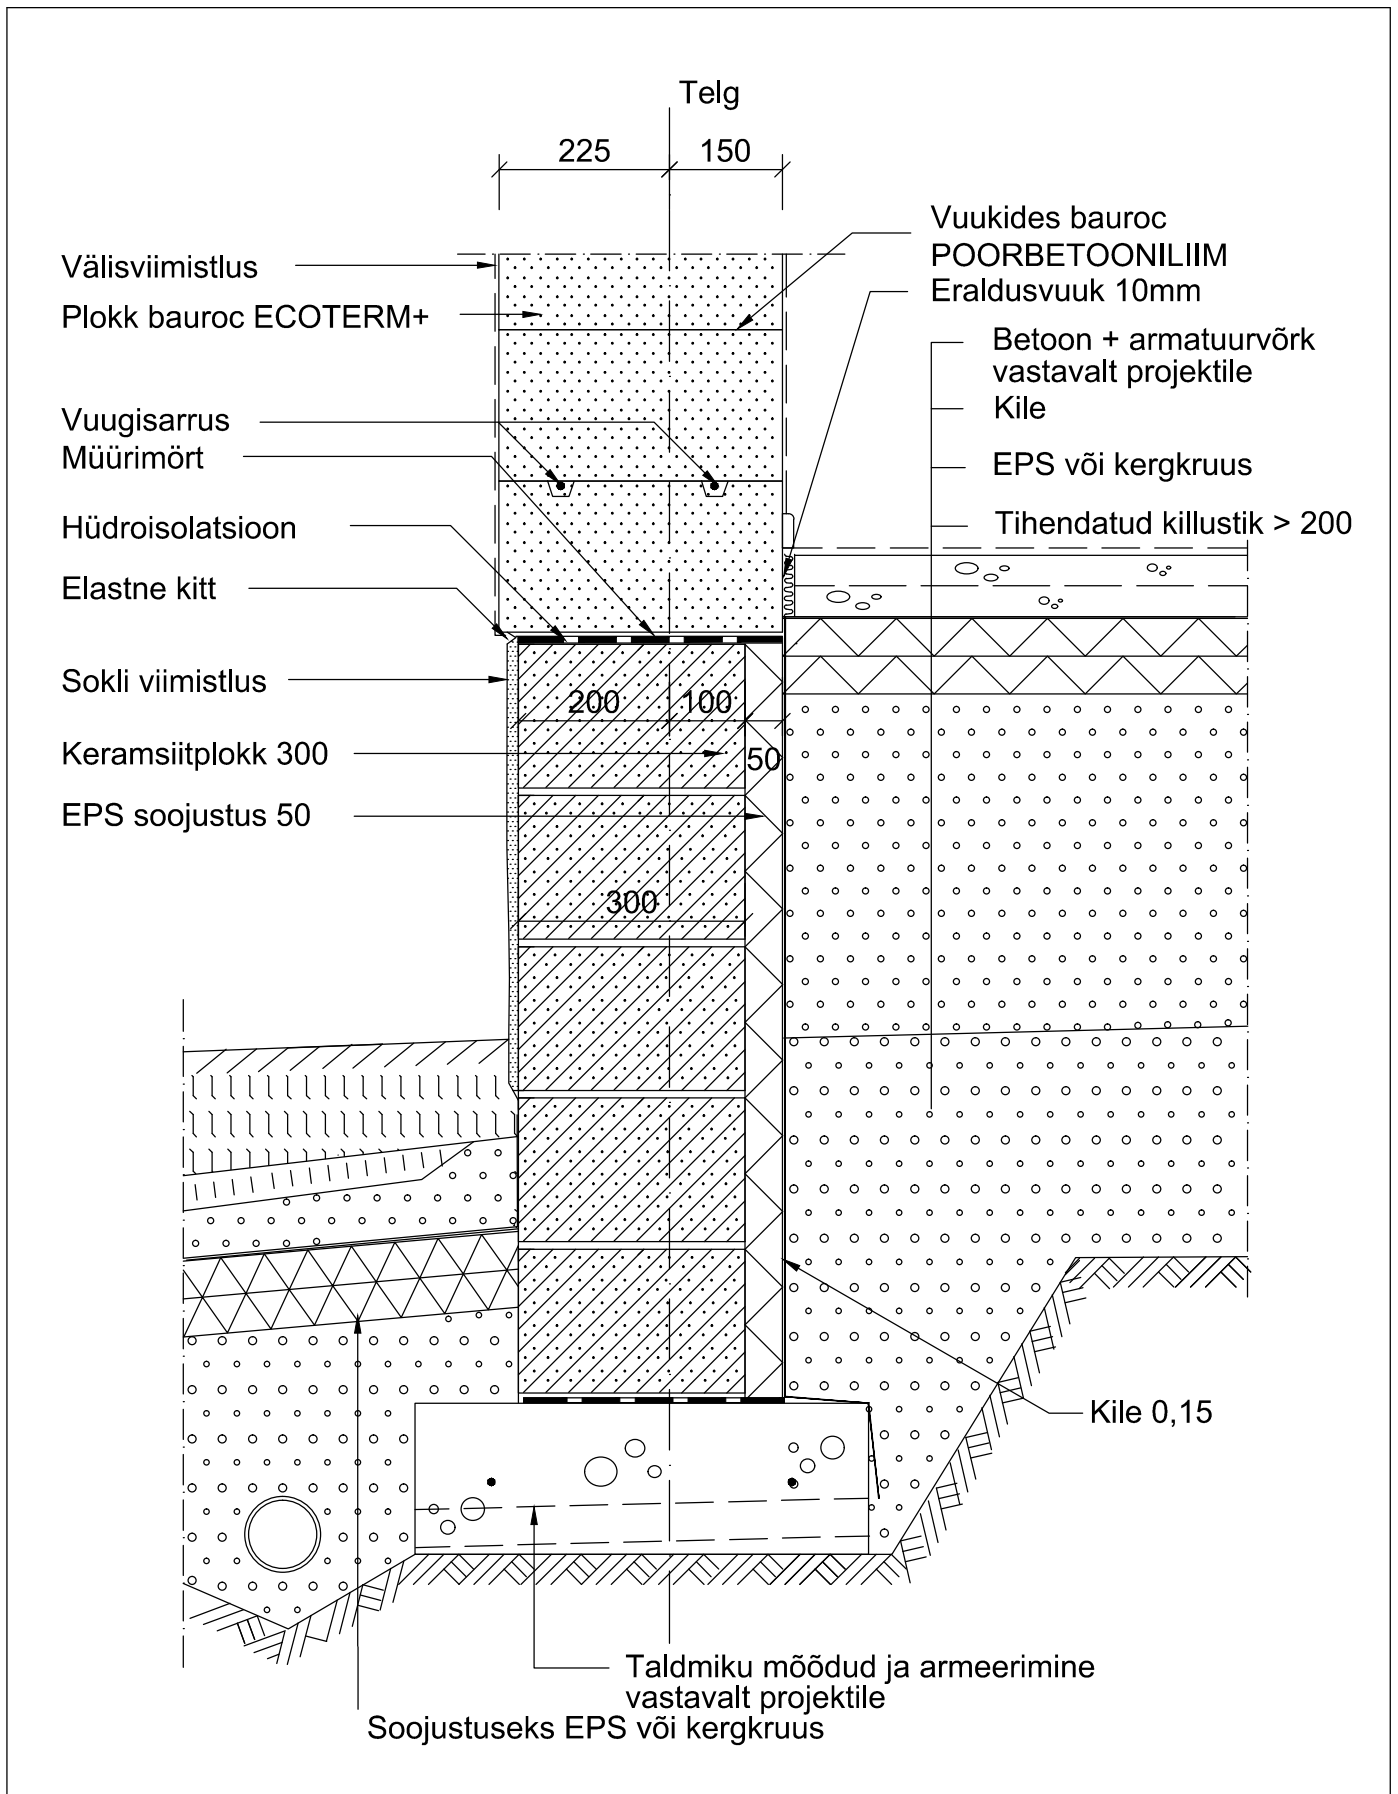 Telg
225
150
Vuukides bauroc
POORBETOONILIIM
Eraldusvuuk 10mm
Välisviimistlus
Plokk bauroc ECOTERM+
Betoon + armatuurvõrk
vastavalt projektile
Kile
EPS või kergkruus
Tihendatud killustik > 200
Vuugisarrus
Müürimört
Hüdroisolatsioon
Elastne kitt
Sokli viimistlus
200
100
Keramsiitplokk 300
50
EPS soojustus 50
300
Kile 0,15
Taldmiku mõõdud ja armeerimine
vastavalt projektile
Soojustuseks EPS või kergkruus